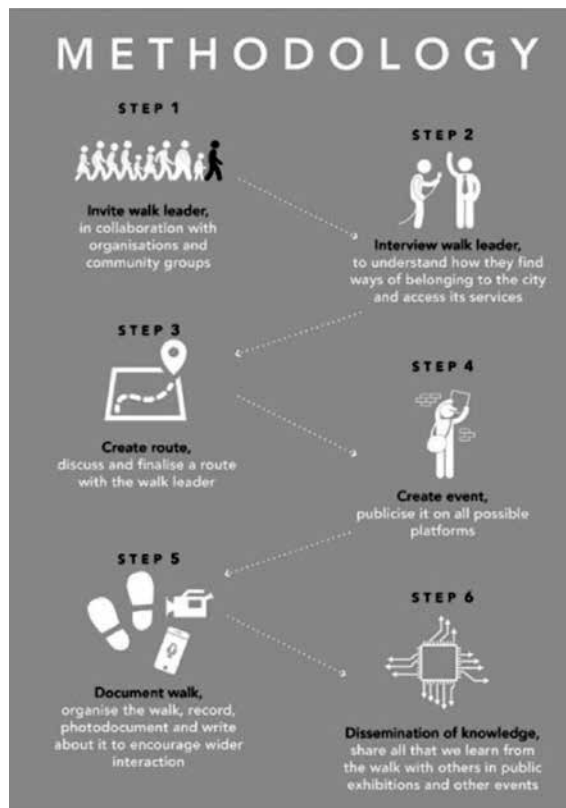 METHODOLOGY
STEP 1
Invite walk leader,
in collaboration with
organisations and
community groups
STEP 2
Interview walk leader,
to understand how they find
ways of belonging to the city
and access its services
STEP 3
Create route,
discuss and finalise a route
with the walk leader
STEP 4
Create event,
publicise it on all possible
platforms
STEP 5
Document walk,
organise the walk, record,
photodocument and write
about it to encourage wider
interaction
STEP 6
Dissemination of knowledge,
share all that we learn from
the walk with others in public
exhibitions and other events